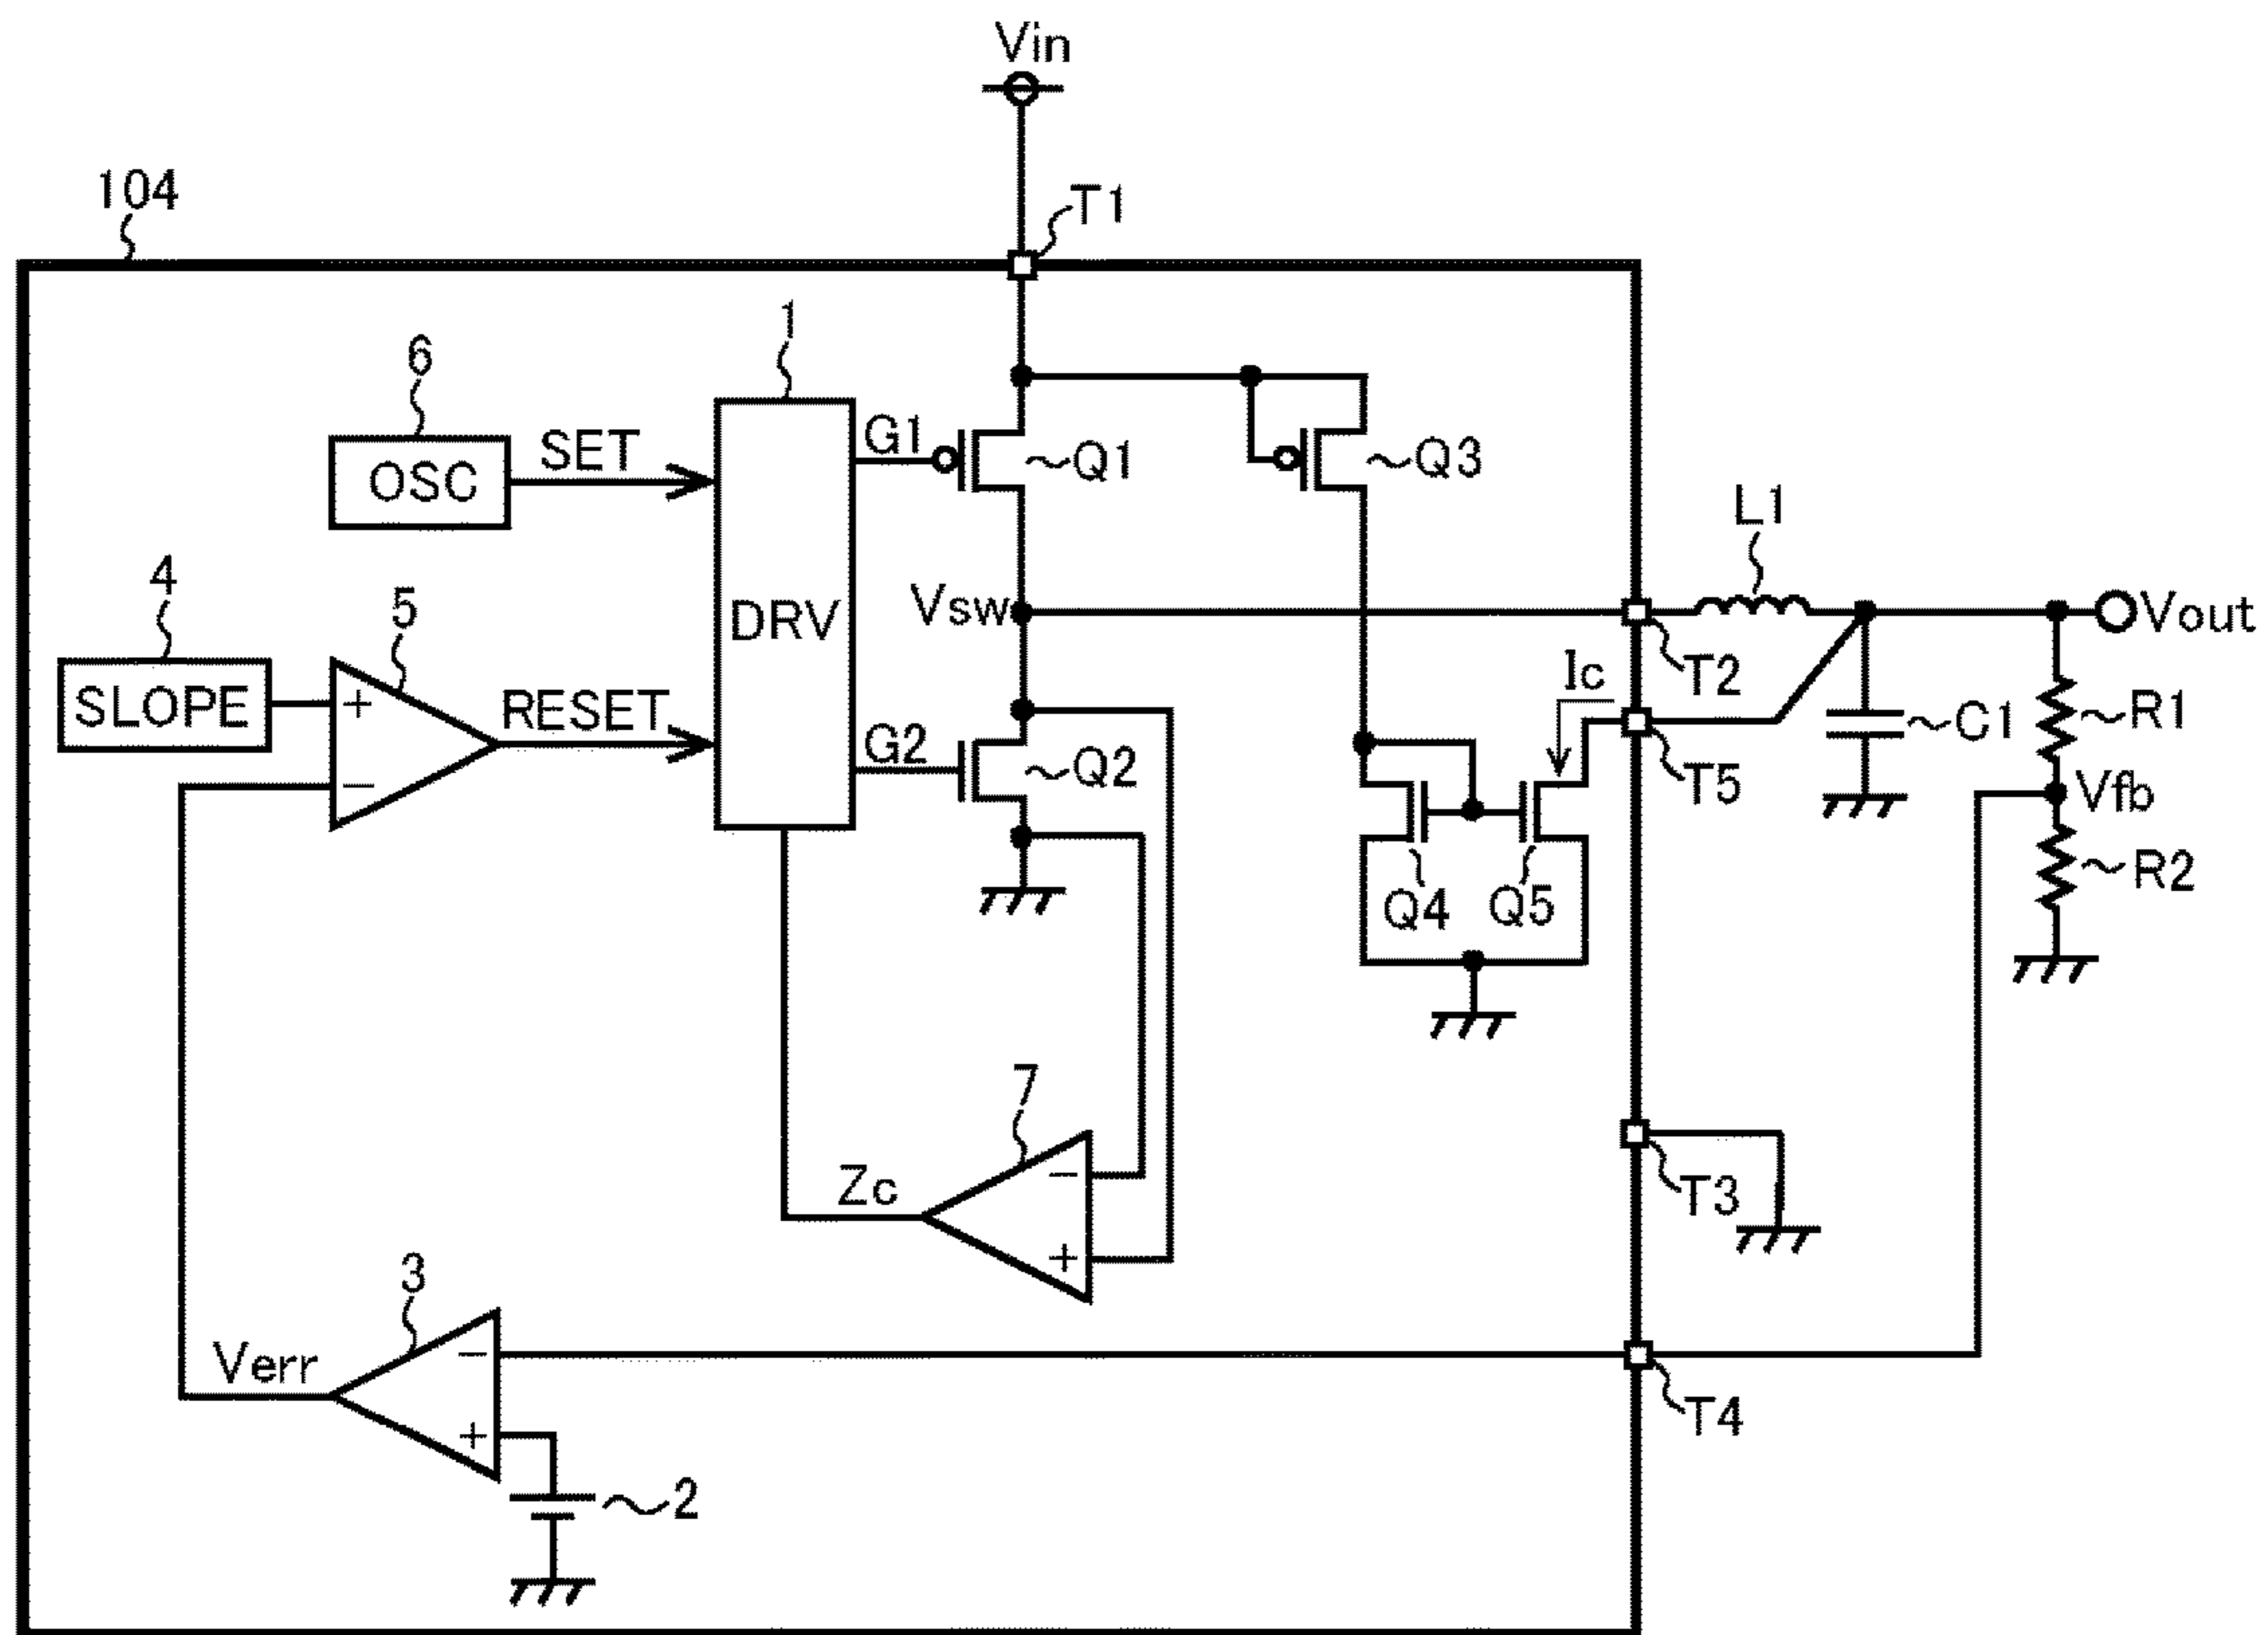 Vin
104
T1
1
6
OSC
SET
G1
~Q1
~Q3
L1
4
5
Vsw
Vout
DRV
SLOPE
+
−
RESET
G2
~Q2
Ic
T2
T5
~C1
~R1
Vfb
~R2
Q4
Q5
7
−
+
Zc
T3
3
Verr
−
+
T4
~2